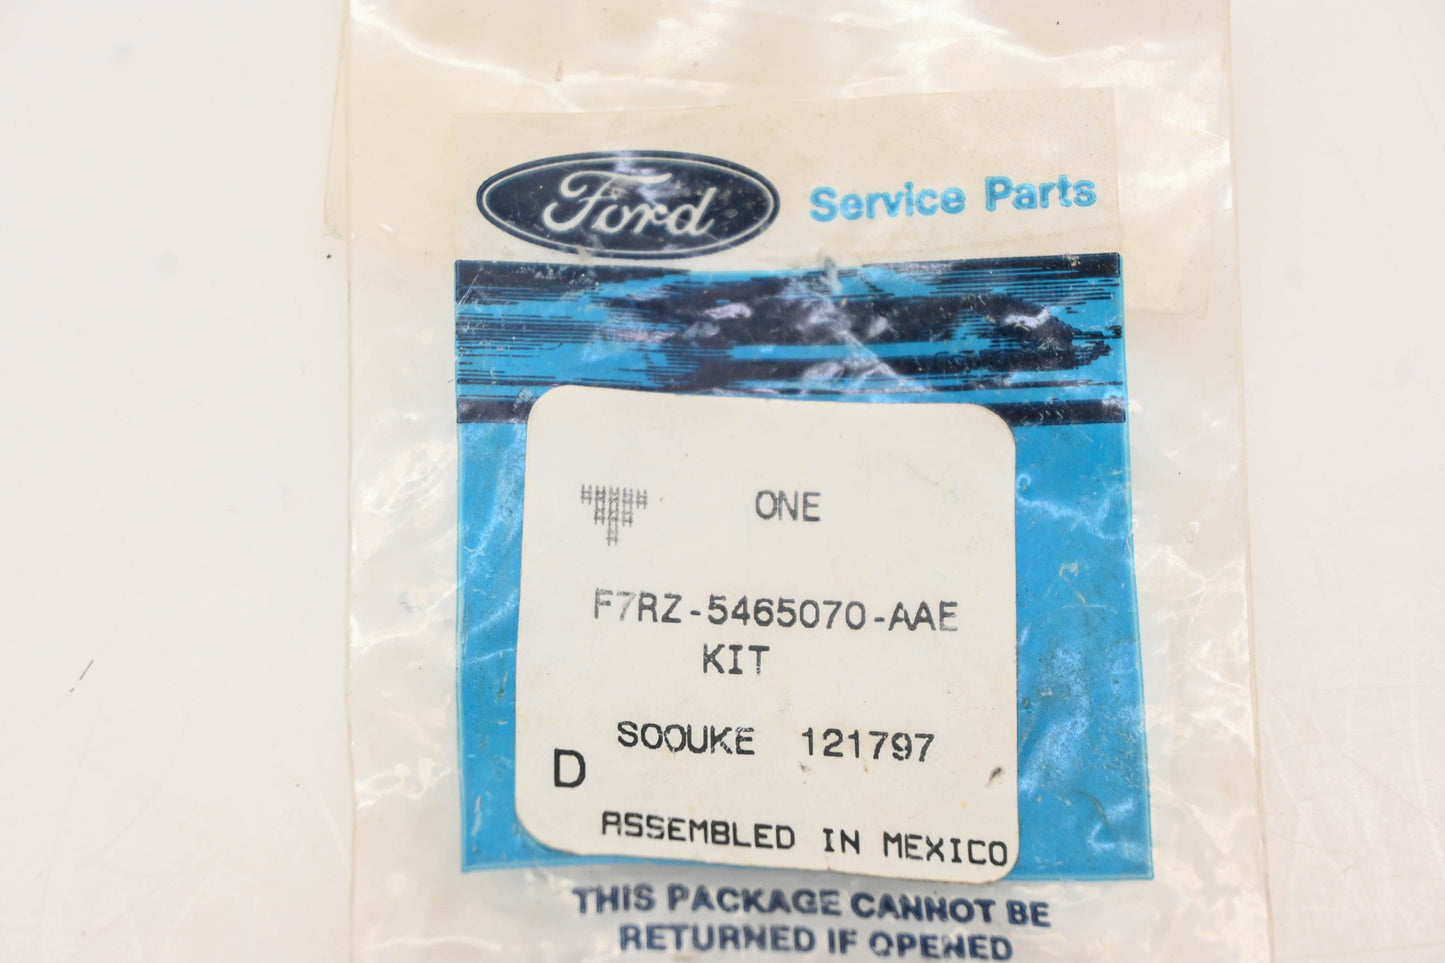 Ford Service Parts
ONE
F7RZ-5465070-AAE
KIT
SOOUKE 121797
D
ASSEMBLED IN MEXICO
THIS PACKAGE CANNOT BE
RETURNED IF OPENED